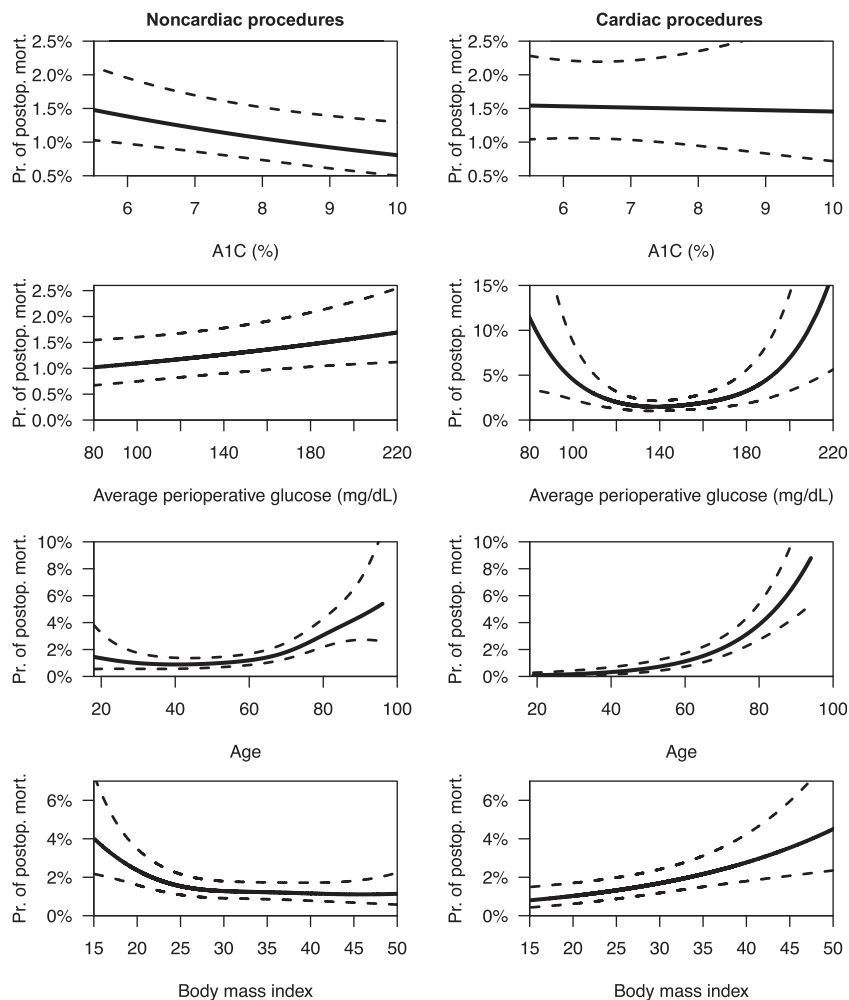 Noncardiac procedures
Cardiac procedures
Pr. of postop. mort.
2.5%
2.0%
1.5%
1.0%
0.5%
6 7 8 9 10
A1C (%)
Pr. of postop. mort.
2.5%
2.0%
1.5%
1.0%
0.5%
6 7 8 9 10
A1C (%)
Pr. of postop. mort.
2.5%
2.0%
1.5%
1.0%
0.5%
0.0%
80 100 140 180 220
Average perioperative glucose (mg/dL)
Pr. of postop. mort.
15%
10%
5%
0%
80 100 140 180 220
Average perioperative glucose (mg/dL)
Pr. of postop. mort.
10%
8%
6%
4%
2%
0%
20 40 60 80 100
Age
Pr. of postop. mort.
10%
8%
6%
4%
2%
0%
20 40 60 80 100
Age
Pr. of postop. mort.
6%
4%
2%
0%
15 20 25 30 35 40 45 50
Body mass index
Pr. of postop. mort.
6%
4%
2%
0%
15 20 25 30 35 40 45 50
Body mass index